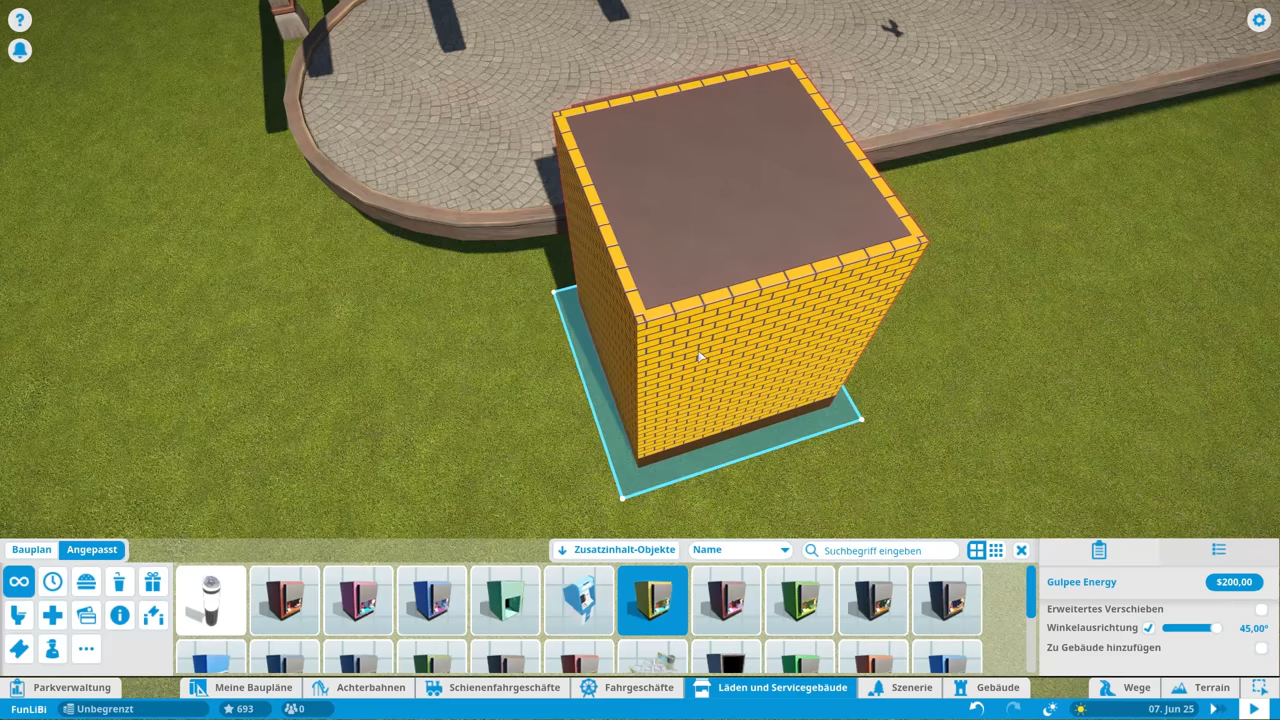 ?
Bauplan
Angepasst
Zusatzinhalt-Objekte
Name
Suchbegriff eingeben
Gulpee Energy
$200,00
Erweitertes Verschieben
Winkelausrichtung
45,00°
Zu Gebäude hinzufügen
Parkverwaltung
Meine Baupläne
Achterbahnen
Schienenfahrgeschäfte
Fahrgeschäfte
Läden und Servicegebäude
Szenerie
Gebäude
Wege
Terrain
FunLiBi
Unbegrenzt
693
0
07. Jun 25